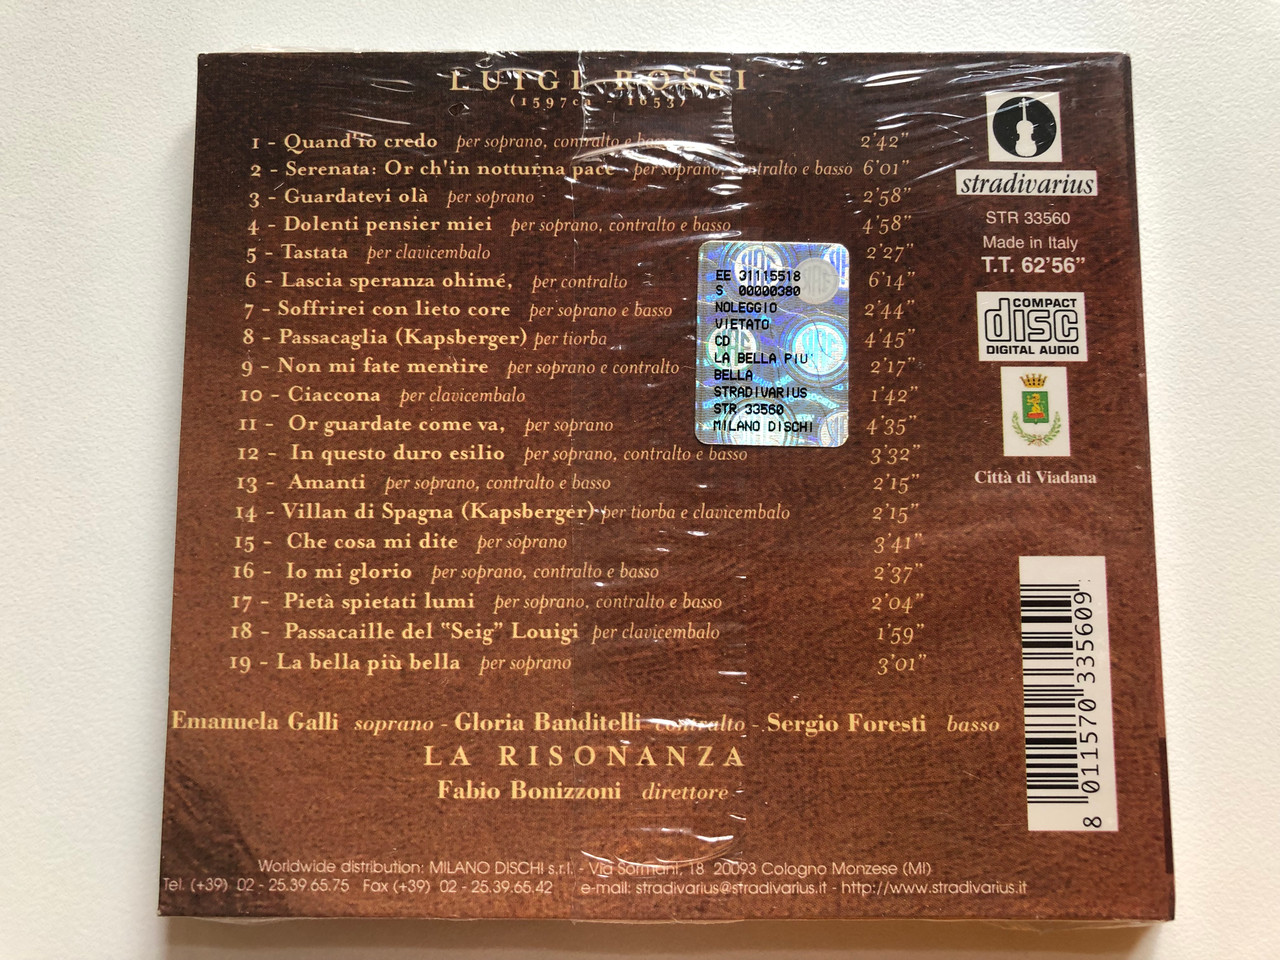 LUIGI ROSSI
(1597ca - 1653)
1 - Quand'io credo per soprano, contralto e basso 2'42"
2 - Serenata: Or ch'in notturna pace per soprano, contralto e basso 6'01"
3 - Guardatevi olà per soprano 2'58"
4 - Dolenti pensier miei per soprano, contralto e basso 4'58"
5 - Tastata per clavicembalo 2'27"
6 - Lascia speranza ohimé, per contralto 6'14"
7 - Soffrirei con lieto core per soprano e basso 2'44"
8 - Passacaglia (Kapsberger) per tiorba 4'45"
9 - Non mi fate mentire per soprano e contralto 2'17"
10 - Ciaccona per clavicembalo 1'42"
11 - Or guardate come va, per soprano 4'35"
12 - In questo duro esilio per soprano, contralto e basso 3'32"
13 - Amanti per soprano, contralto e basso 2'15"
14 - Villan di Spagna (Kapsberger) per tiorba e clavicembalo 2'15"
15 - Che cosa mi dite per soprano 3'41"
16 - Io mi glorio per soprano, contralto e basso 2'37"
17 - Pietà spietati lumi per soprano, contralto e basso 2'04"
18 - Passacaille del "Seig" Louigi per clavicembalo 1'59"
19 - La bella più bella per soprano 3'01"
Emanuela Galli soprano - Gloria Banditelli contralto - Sergio Foresti basso
LA RISONANZA
Fabio Bonizzoni direttore
Worldwide distribution: MILANO DISCHI s.r.l. - Via Sormani, 18 20093 Cologno Monzese (MI)
Tel. (+39) 02 - 25.39.65.75 Fax (+39) 02 - 25.39.65.42 e-mail: stradivarius@stradivarius.it - http://www.stradivarius.it
EE 31115518
S 00000380
NOLEGGIO
VIETATO
CD
LA BELLA PIU'
BELLA
STRADIVARIUS
STR 33560
MILANO DISCHI
stradivarius
STR 33560
Made in Italy
T.T. 62'56"
COMPACT
disc
DIGITAL AUDIO
Città di Viadana
8 011570 335609